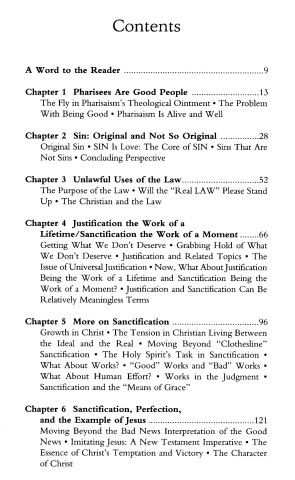 Contents
A Word to the Reader ..........................................9
Chapter 1 Pharisees Are Good People ....................13
The Fly in Pharisaism's Theological Ointment • The Problem
With Being Good • Pharisaism Is Alive and Well
Chapter 2 Sin: Original and Not So Original ............28
Original Sin • SIN Is Love: The Core of SIN • Sins That Are
Not Sins • Concluding Perspective
Chapter 3 Unlawful Uses of the Law.......................52
The Purpose of the Law • Will the "Real LAW" Please Stand
Up • The Christian and the Law
Chapter 4 Justification the Work of a
Lifetime/Sanctification the Work of a Moment .......66
Getting What We Don't Deserve • Grabbing Hold of What
We Don't Deserve • Justification and Related Topics • The
Issue of Universal Justification • Now, What About Justification
Being the Work of a Lifetime and Sanctification Being the
Work of a Moment? • Justification and Sanctification Can Be
Relatively Meaningless Terms
Chapter 5 More on Sanctification ..........................96
Growth in Christ • The Tension in Christian Living Between
the Ideal and the Real • Moving Beyond "Clothesline"
Sanctification • The Holy Spirit's Task in Sanctification •
What About Works? • "Good" Works and "Bad" Works •
What About Human Effort? • Works in the Judgment •
Sanctification and the "Means of Grace"
Chapter 6 Sanctification, Perfection,
and the Example of Jesus ................................121
Moving Beyond the Bad News Interpretation of the Good
News • Imitating Jesus: A New Testament Imperative • The
Essence of Christ's Temptation and Victory • The Character
of Christ